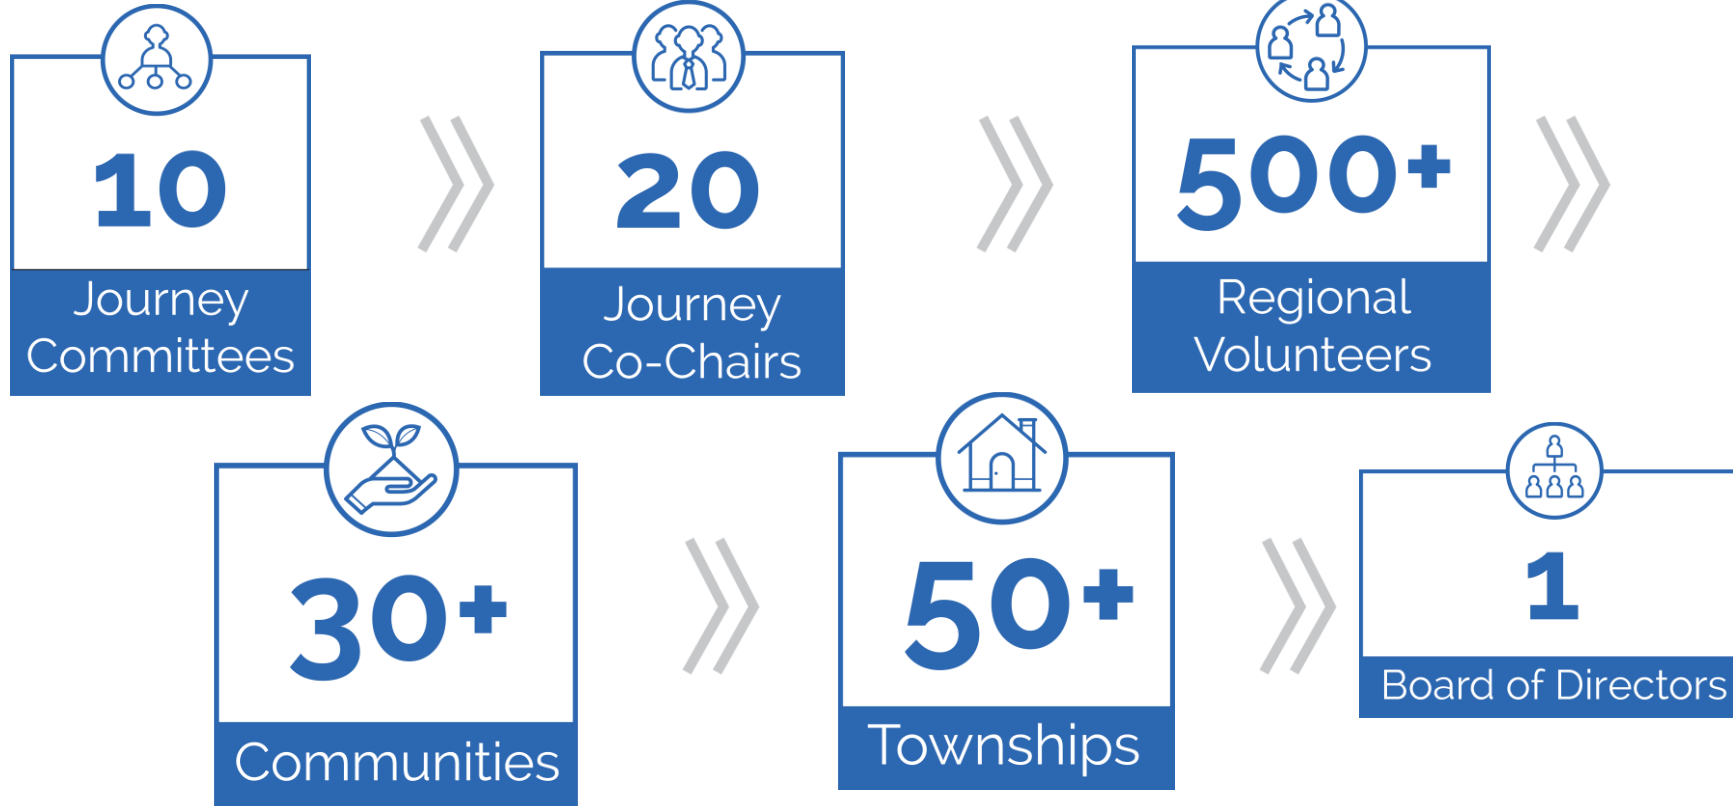 10
Journey
Committees
20
Journey
Co-Chairs
500+
Regional
Volunteers
30+
Communities
50+
Townships
1
Board of Directors